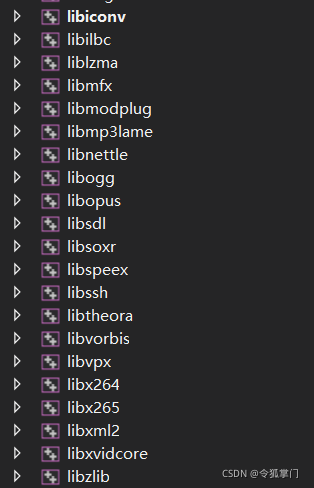 libiconv
libilbc
liblzma
libmfx
libmodplug
libmp3lame
libnettle
libogg
libopus
libsdl
libsoxr
libspeex
libssh
libtheora
libvorbis
libvpx
libx264
libx265
libxml2
libxvidcore
libzlib
CSDN @令狐掌门